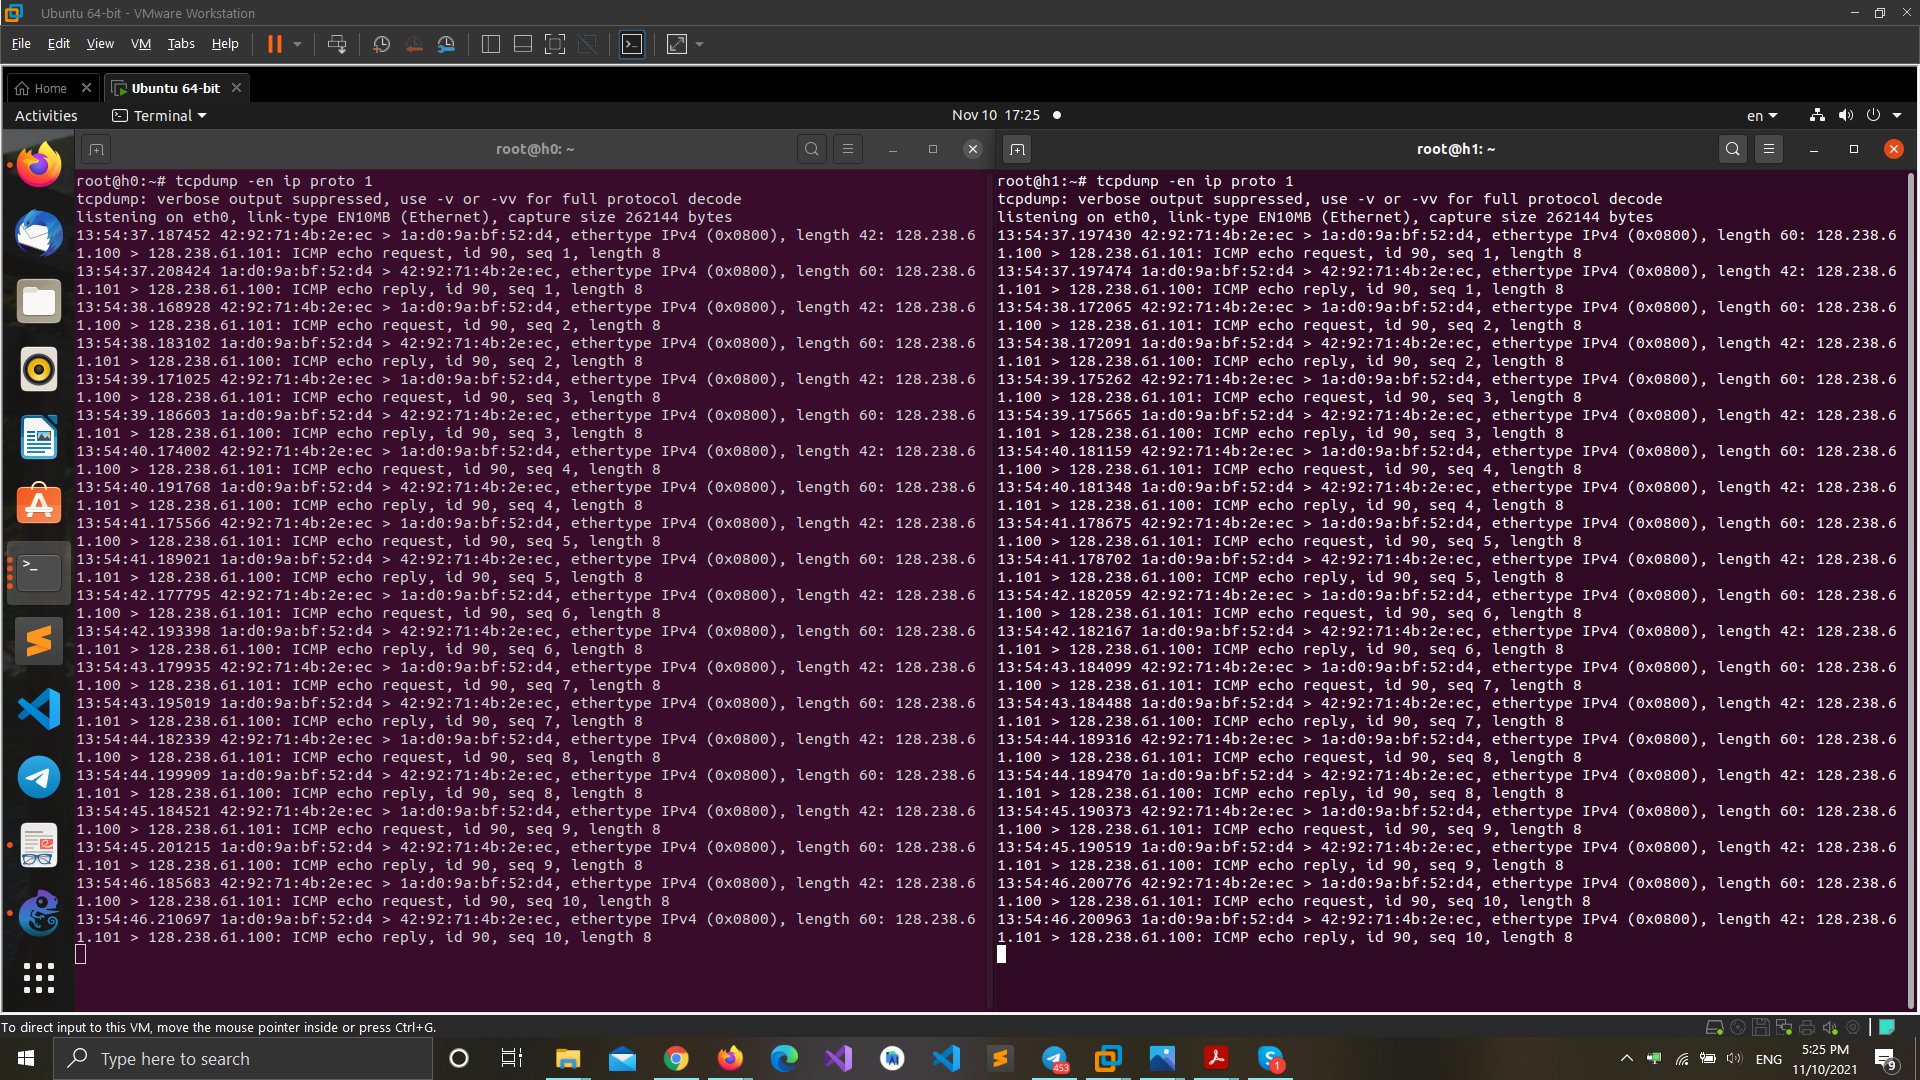 Ubuntu 64-bit - VMware Workstation
File Edit View VM Tabs Help
Home
Ubuntu 64-bit
Activities
Terminal
Nov 10 17:25
en
root@h0: ~
root@h0:~# tcpdump -en ip proto 1
tcpdump: verbose output suppressed, use -v or -vv for full protocol decode
listening on eth0, link-type EN10MB (Ethernet), capture size 262144 bytes
13:54:37.187452 42:92:71:4b:2e:ec > 1a:d0:9a:bf:52:d4, ethertype IPv4 (0x0800), length 42: 128.238.6
1.100 > 128.238.61.101: ICMP echo request, id 90, seq 1, length 8
13:54:37.208424 1a:d0:9a:bf:52:d4 > 42:92:71:4b:2e:ec, ethertype IPv4 (0x0800), length 60: 128.238.6
1.101 > 128.238.61.100: ICMP echo reply, id 90, seq 1, length 8
13:54:38.168928 42:92:71:4b:2e:ec > 1a:d0:9a:bf:52:d4, ethertype IPv4 (0x0800), length 42: 128.238.6
1.100 > 128.238.61.101: ICMP echo request, id 90, seq 2, length 8
13:54:38.183102 1a:d0:9a:bf:52:d4 > 42:92:71:4b:2e:ec, ethertype IPv4 (0x0800), length 60: 128.238.6
1.101 > 128.238.61.100: ICMP echo reply, id 90, seq 2, length 8
13:54:39.171025 42:92:71:4b:2e:ec > 1a:d0:9a:bf:52:d4, ethertype IPv4 (0x0800), length 42: 128.238.6
1.100 > 128.238.61.101: ICMP echo request, id 90, seq 3, length 8
13:54:39.186603 1a:d0:9a:bf:52:d4 > 42:92:71:4b:2e:ec, ethertype IPv4 (0x0800), length 60: 128.238.6
1.101 > 128.238.61.100: ICMP echo reply, id 90, seq 3, length 8
13:54:40.174002 42:92:71:4b:2e:ec > 1a:d0:9a:bf:52:d4, ethertype IPv4 (0x0800), length 42: 128.238.6
1.100 > 128.238.61.101: ICMP echo request, id 90, seq 4, length 8
13:54:40.191768 1a:d0:9a:bf:52:d4 > 42:92:71:4b:2e:ec, ethertype IPv4 (0x0800), length 60: 128.238.6
1.101 > 128.238.61.100: ICMP echo reply, id 90, seq 4, length 8
13:54:41.175566 42:92:71:4b:2e:ec > 1a:d0:9a:bf:52:d4, ethertype IPv4 (0x0800), length 42: 128.238.6
1.100 > 128.238.61.101: ICMP echo request, id 90, seq 5, length 8
13:54:41.189021 1a:d0:9a:bf:52:d4 > 42:92:71:4b:2e:ec, ethertype IPv4 (0x0800), length 60: 128.238.6
1.101 > 128.238.61.100: ICMP echo reply, id 90, seq 5, length 8
13:54:42.177795 42:92:71:4b:2e:ec > 1a:d0:9a:bf:52:d4, ethertype IPv4 (0x0800), length 42: 128.238.6
1.100 > 128.238.61.101: ICMP echo request, id 90, seq 6, length 8
13:54:42.193398 1a:d0:9a:bf:52:d4 > 42:92:71:4b:2e:ec, ethertype IPv4 (0x0800), length 60: 128.238.6
1.101 > 128.238.61.100: ICMP echo reply, id 90, seq 6, length 8
13:54:43.179935 42:92:71:4b:2e:ec > 1a:d0:9a:bf:52:d4, ethertype IPv4 (0x0800), length 42: 128.238.6
1.100 > 128.238.61.101: ICMP echo request, id 90, seq 7, length 8
13:54:43.195019 1a:d0:9a:bf:52:d4 > 42:92:71:4b:2e:ec, ethertype IPv4 (0x0800), length 60: 128.238.6
1.101 > 128.238.61.100: ICMP echo reply, id 90, seq 7, length 8
13:54:44.182339 42:92:71:4b:2e:ec > 1a:d0:9a:bf:52:d4, ethertype IPv4 (0x0800), length 42: 128.238.6
1.100 > 128.238.61.101: ICMP echo request, id 90, seq 8, length 8
13:54:44.199909 1a:d0:9a:bf:52:d4 > 42:92:71:4b:2e:ec, ethertype IPv4 (0x0800), length 60: 128.238.6
1.101 > 128.238.61.100: ICMP echo reply, id 90, seq 8, length 8
13:54:45.184521 42:92:71:4b:2e:ec > 1a:d0:9a:bf:52:d4, ethertype IPv4 (0x0800), length 42: 128.238.6
1.100 > 128.238.61.101: ICMP echo request, id 90, seq 9, length 8
13:54:45.201215 1a:d0:9a:bf:52:d4 > 42:92:71:4b:2e:ec, ethertype IPv4 (0x0800), length 60: 128.238.6
1.101 > 128.238.61.100: ICMP echo reply, id 90, seq 9, length 8
13:54:46.185683 42:92:71:4b:2e:ec > 1a:d0:9a:bf:52:d4, ethertype IPv4 (0x0800), length 42: 128.238.6
1.100 > 128.238.61.101: ICMP echo request, id 90, seq 10, length 8
13:54:46.210697 1a:d0:9a:bf:52:d4 > 42:92:71:4b:2e:ec, ethertype IPv4 (0x0800), length 60: 128.238.6
1.101 > 128.238.61.100: ICMP echo reply, id 90, seq 10, length 8
root@h1: ~
root@h1:~# tcpdump -en ip proto 1
tcpdump: verbose output suppressed, use -v or -vv for full protocol decode
listening on eth0, link-type EN10MB (Ethernet), capture size 262144 bytes
13:54:37.197430 42:92:71:4b:2e:ec > 1a:d0:9a:bf:52:d4, ethertype IPv4 (0x0800), length 60: 128.238.6
1.100 > 128.238.61.101: ICMP echo request, id 90, seq 1, length 8
13:54:37.197474 1a:d0:9a:bf:52:d4 > 42:92:71:4b:2e:ec, ethertype IPv4 (0x0800), length 42: 128.238.6
1.101 > 128.238.61.100: ICMP echo reply, id 90, seq 1, length 8
13:54:38.172065 42:92:71:4b:2e:ec > 1a:d0:9a:bf:52:d4, ethertype IPv4 (0x0800), length 60: 128.238.6
1.100 > 128.238.61.101: ICMP echo request, id 90, seq 2, length 8
13:54:38.172091 1a:d0:9a:bf:52:d4 > 42:92:71:4b:2e:ec, ethertype IPv4 (0x0800), length 42: 128.238.6
1.101 > 128.238.61.100: ICMP echo reply, id 90, seq 2, length 8
13:54:39.175262 42:92:71:4b:2e:ec > 1a:d0:9a:bf:52:d4, ethertype IPv4 (0x0800), length 60: 128.238.6
1.100 > 128.238.61.101: ICMP echo request, id 90, seq 3, length 8
13:54:39.175665 1a:d0:9a:bf:52:d4 > 42:92:71:4b:2e:ec, ethertype IPv4 (0x0800), length 42: 128.238.6
1.101 > 128.238.61.100: ICMP echo reply, id 90, seq 3, length 8
13:54:40.181159 42:92:71:4b:2e:ec > 1a:d0:9a:bf:52:d4, ethertype IPv4 (0x0800), length 60: 128.238.6
1.100 > 128.238.61.101: ICMP echo request, id 90, seq 4, length 8
13:54:40.181348 1a:d0:9a:bf:52:d4 > 42:92:71:4b:2e:ec, ethertype IPv4 (0x0800), length 42: 128.238.6
1.101 > 128.238.61.100: ICMP echo reply, id 90, seq 4, length 8
13:54:41.178675 42:92:71:4b:2e:ec > 1a:d0:9a:bf:52:d4, ethertype IPv4 (0x0800), length 60: 128.238.6
1.100 > 128.238.61.101: ICMP echo request, id 90, seq 5, length 8
13:54:41.178702 1a:d0:9a:bf:52:d4 > 42:92:71:4b:2e:ec, ethertype IPv4 (0x0800), length 42: 128.238.6
1.101 > 128.238.61.100: ICMP echo reply, id 90, seq 5, length 8
13:54:42.182059 42:92:71:4b:2e:ec > 1a:d0:9a:bf:52:d4, ethertype IPv4 (0x0800), length 60: 128.238.6
1.100 > 128.238.61.101: ICMP echo request, id 90, seq 6, length 8
13:54:42.182167 1a:d0:9a:bf:52:d4 > 42:92:71:4b:2e:ec, ethertype IPv4 (0x0800), length 42: 128.238.6
1.101 > 128.238.61.100: ICMP echo reply, id 90, seq 6, length 8
13:54:43.184099 42:92:71:4b:2e:ec > 1a:d0:9a:bf:52:d4, ethertype IPv4 (0x0800), length 60: 128.238.6
1.100 > 128.238.61.101: ICMP echo request, id 90, seq 7, length 8
13:54:43.184488 1a:d0:9a:bf:52:d4 > 42:92:71:4b:2e:ec, ethertype IPv4 (0x0800), length 42: 128.238.6
1.101 > 128.238.61.100: ICMP echo reply, id 90, seq 7, length 8
13:54:44.189316 42:92:71:4b:2e:ec > 1a:d0:9a:bf:52:d4, ethertype IPv4 (0x0800), length 60: 128.238.6
1.100 > 128.238.61.101: ICMP echo request, id 90, seq 8, length 8
13:54:44.189470 1a:d0:9a:bf:52:d4 > 42:92:71:4b:2e:ec, ethertype IPv4 (0x0800), length 42: 128.238.6
1.101 > 128.238.61.100: ICMP echo reply, id 90, seq 8, length 8
13:54:45.190373 42:92:71:4b:2e:ec > 1a:d0:9a:bf:52:d4, ethertype IPv4 (0x0800), length 60: 128.238.6
1.100 > 128.238.61.101: ICMP echo request, id 90, seq 9, length 8
13:54:45.190519 1a:d0:9a:bf:52:d4 > 42:92:71:4b:2e:ec, ethertype IPv4 (0x0800), length 42: 128.238.6
1.101 > 128.238.61.100: ICMP echo reply, id 90, seq 9, length 8
13:54:46.200776 42:92:71:4b:2e:ec > 1a:d0:9a:bf:52:d4, ethertype IPv4 (0x0800), length 60: 128.238.6
1.100 > 128.238.61.101: ICMP echo request, id 90, seq 10, length 8
13:54:46.200963 1a:d0:9a:bf:52:d4 > 42:92:71:4b:2e:ec, ethertype IPv4 (0x0800), length 42: 128.238.6
1.101 > 128.238.61.100: ICMP echo reply, id 90, seq 10, length 8
To direct input to this VM, move the mouse pointer inside or press Ctrl+G.
Type here to search
453
1
ENG
5:25 PM
11/10/2021
9